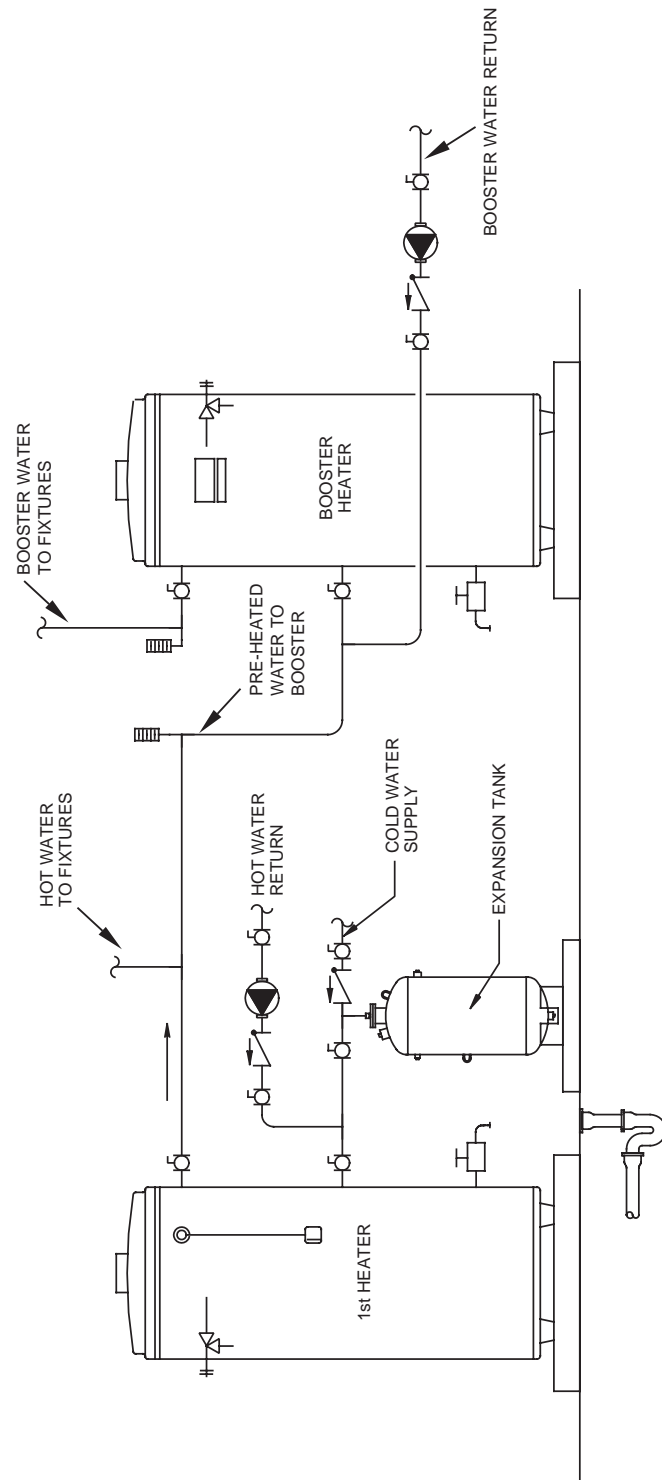 HOT WATER
TO FIXTURES
BOOSTER WATER
TO FIXTURES
PRE-HEATED
WATER TO
BOOSTER
HOT WATER
RETURN
COLD WATER
SUPPLY
1st HEATER
EXPANSION TANK
BOOSTER
HEATER
BOOSTER WATER RETURN